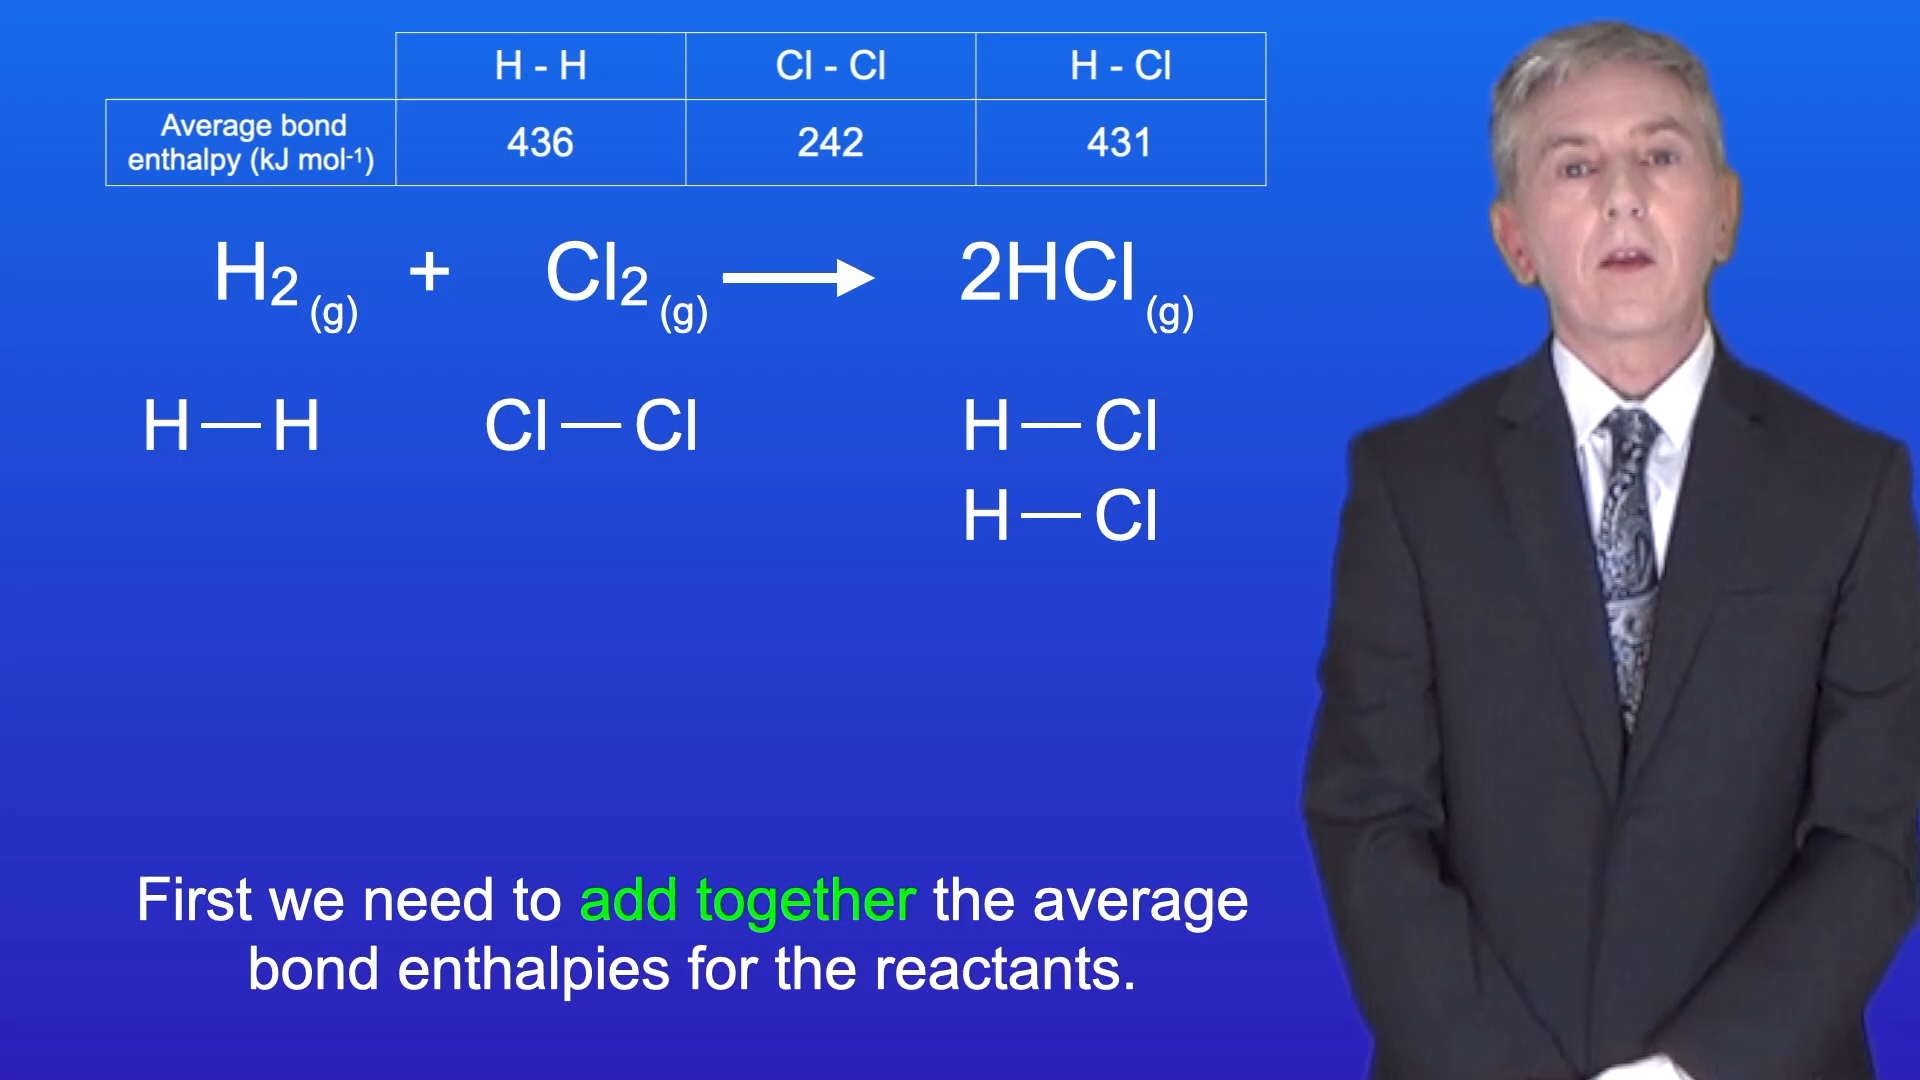 H - H Cl - Cl H - Cl
Average bond
enthalpy (kJ mol⁻¹) 436 242 431
H₂ (g) + Cl₂ (g) ⟶ 2HCl (g)
H—H Cl—Cl H—Cl
H—Cl
First we need to add together the average
bond enthalpies for the reactants.